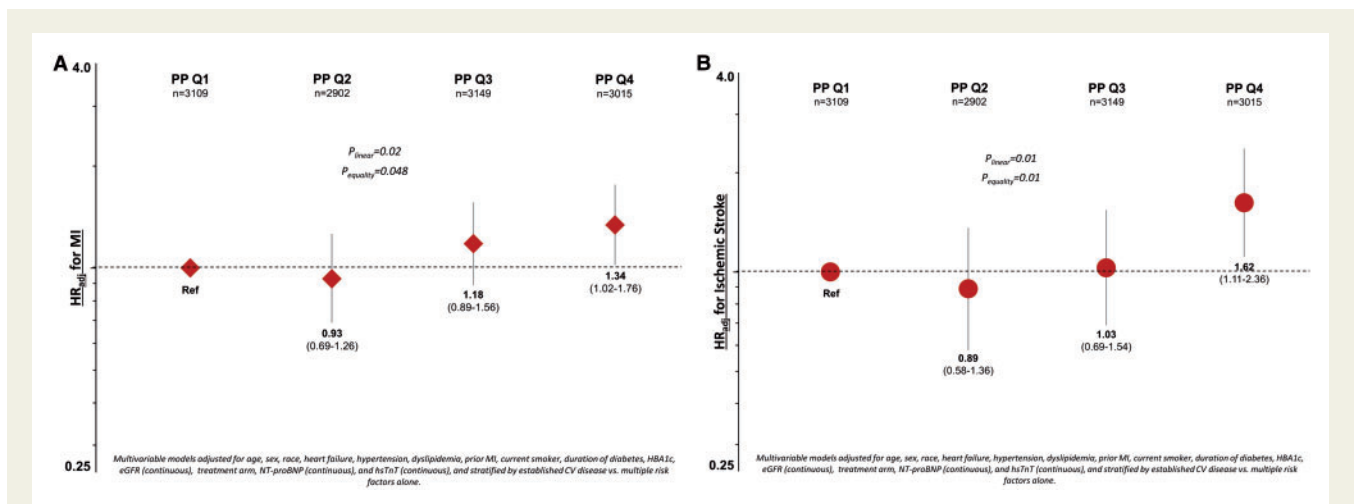 A
4.0
PP Q1
n=3109
PP Q2
n=2902
PP Q3
n=3149
PP Q4
n=3015
Plinear=0.02
Pequality=0.048
HRadj for MI
Ref
0.93
(0.69-1.26)
1.18
(0.89-1.56)
1.34
(1.02-1.76)
0.25
Multivariable models adjusted for age, sex, race, heart failure, hypertension, dyslipidemia, prior MI, current smoker, duration of diabetes, HBA1c,
eGFR (continuous), treatment arm, NT-proBNP (continuous), and hsTnT (continuous), and stratified by established CV disease vs. multiple risk
factors alone.
B
4.0
PP Q1
n=3109
PP Q2
n=2902
PP Q3
n=3149
PP Q4
n=3015
Plinear=0.01
Pequality=0.01
HRadj for Ischemic Stroke
Ref
0.89
(0.58-1.36)
1.03
(0.69-1.54)
1.62
(1.11-2.36)
0.25
Multivariable models adjusted for age, sex, race, heart failure, hypertension, dyslipidemia, prior MI, current smoker, duration of diabetes, HBA1c,
eGFR (continuous), treatment arm, NT-proBNP (continuous), and hsTnT (continuous), and stratified by established CV disease vs. multiple risk
factors alone.